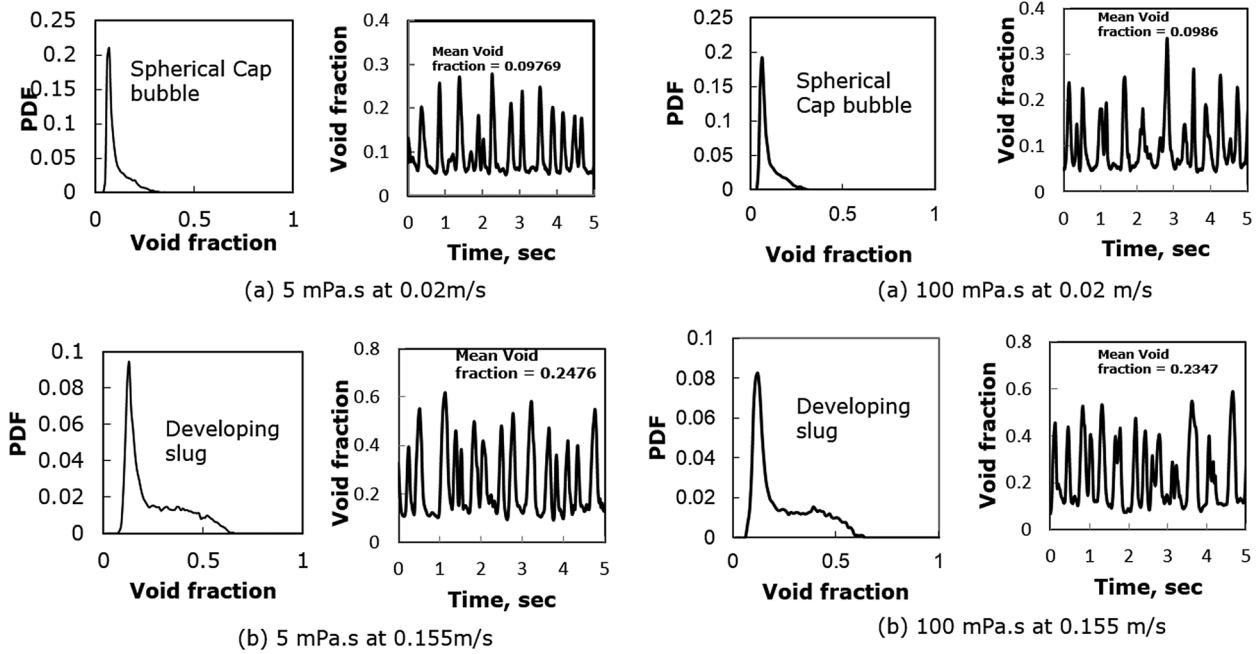 0.25
0.2
0.15
0.1
0.05
0
PDF
Spherical Cap
bubble
0
0.5
1
Void fraction
0.4
0.3
0.2
0.1
0
Void fraction
Mean Void
fraction = 0.09769
0
1
2
3
4
5
Time, sec
(a) 5 mPa.s at 0.02m/s
0.25
0.2
0.15
0.1
0.05
0
PDF
Spherical
Cap bubble
0
0.5
1
Void fraction
0.4
0.3
0.2
0.1
0
Void fraction
Mean Void
fraction = 0.0986
0
1
2
3
4
5
Time, sec
(a) 100 mPa.s at 0.02 m/s
0.1
0.08
0.06
0.04
0.02
0
PDF
Developing
slug
0
0.5
1
Void fraction
0.8
0.6
0.4
0.2
0
Void fraction
Mean Void
fraction = 0.2476
0
1
2
3
4
5
Time, sec
(b) 5 mPa.s at 0.155m/s
0.1
0.08
0.06
0.04
0.02
0
PDF
Developing
slug
0
0.5
1
Void fraction
0.8
0.6
0.4
0.2
0
Void fraction
Mean Void
fraction = 0.2347
0
1
2
3
4
5
Time, sec
(b) 100 mPa.s at 0.155 m/s